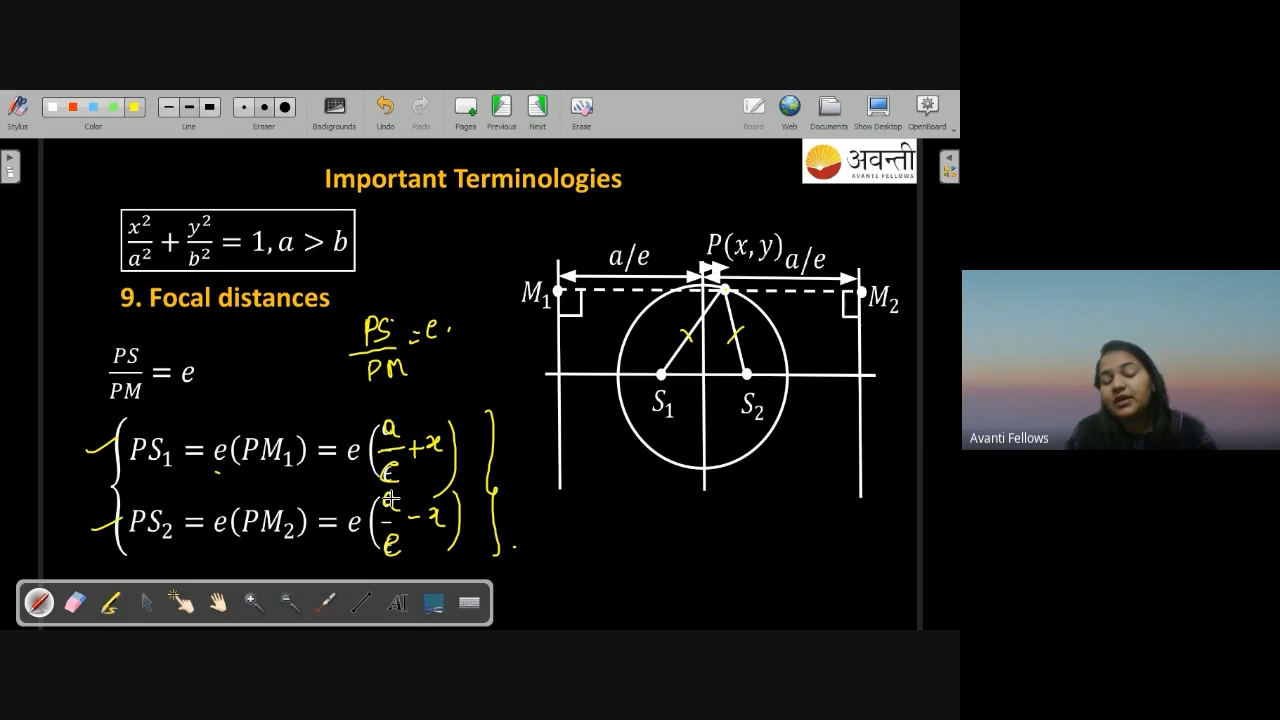 Stylus
Color
Line
Eraser
Backgrounds
Undo
Redo
Pages
Previous
Next
Erase
Board
Web
Documents
Show Desktop
OpenBoard
अवन्ती
AVANTI FELLOWS
Important Terminologies
x²/a² + y²/b² = 1, a > b
9. Focal distances
PS/PM = e
PS/PM = e.
PS₁ = e(PM₁) = e(a/e + x)
PS₂ = e(PM₂) = e(a/e − x)
P(x, y)
a/e
a/e
M₁
M₂
S₁
S₂
AI
Avanti Fellows